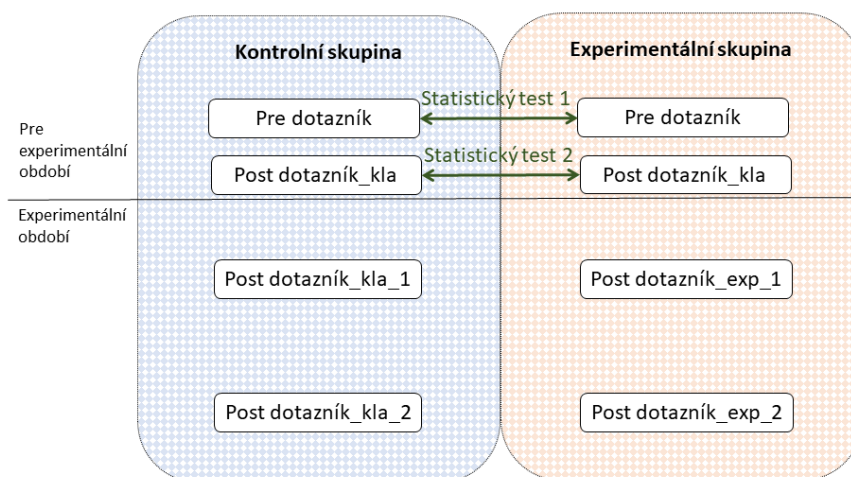 Kontrolní skupina
Experimentální skupina
Statistický test 1
Pre dotazník
Pre dotazník
Pre
experimentální
období
Statistický test 2
Post dotazník_kla
Post dotazník_kla
Experimentální
období
Post dotazník_kla_1
Post dotazník_exp_1
Post dotazník_kla_2
Post dotazník_exp_2